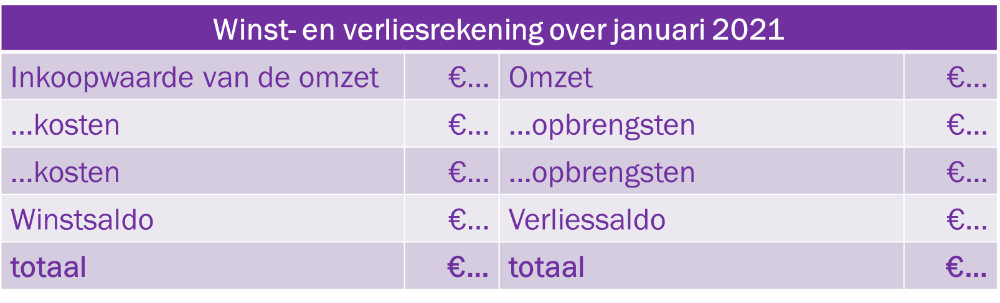 Winst- en verliesrekening over januari 2021
Inkoopwaarde van de omzet €... Omzet €...
...kosten €... ...opbrengsten €...
...kosten €... ...opbrengsten €...
Winstsaldo €... Verliessaldo €...
totaal €... totaal €...